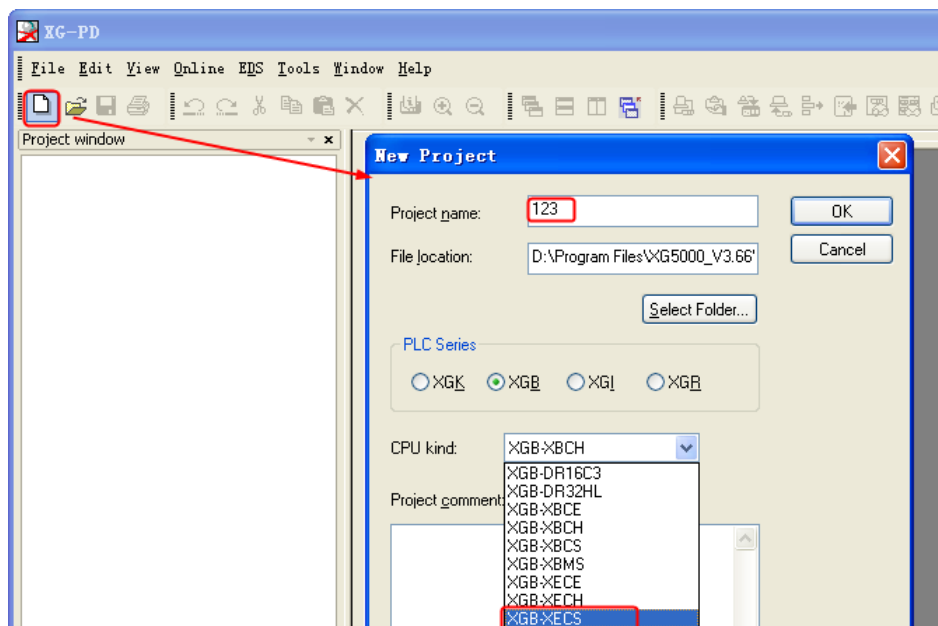 XG-PD
File Edit View Online EDS Tools Window Help
Project window
New Project
Project name:
123
OK
File location:
D:\Program Files\XG5000_V3.66'
Cancel
Select Folder...
PLC Series
XGK XGB XGI XGR
CPU kind:
XGB-XBCH
XGB-DR16C3
XGB-DR32HL
Project comment:
XGB-XBCE
XGB-XBCH
XGB-XBCS
XGB-XBMS
XGB-XECE
XGB-XECH
XGB-XECS